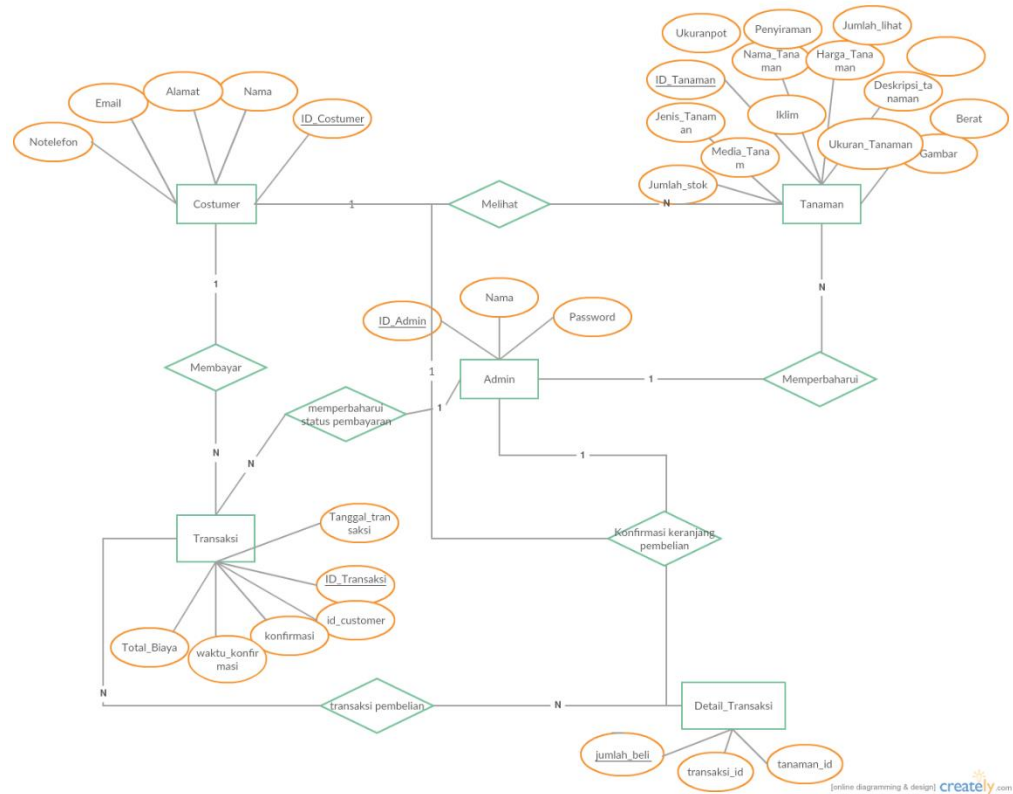 Ukuranpot
Penyiraman
Jumlah_lihat
Nama_Tana
man
Harga_Tana
man
ID_Tanaman
Deskripsi_ta
naman
Email
Alamat
Nama
ID_Costumer
Notelefon
Jenis_Tanam
an
Iklim
Berat
Media_Tana
m
Ukuran_Tanaman
Gambar
Jumlah_stok
Costumer
1
Melihat
N
Tanaman
1
N
ID_Admin
Nama
Password
Membayar
1
Admin
1
Memperbaharui
memperbaharui
status pembayaran
1
N
N
1
Transaksi
Tanggal_tran
saksi
Konfirmasi keranjang
pembelian
ID_Transaksi
id_customer
konfirmasi
Total_Biaya
waktu_konfir
masi
N
transaksi pembelian
N
Detail_Transaksi
jumlah_beli
transaksi_id
tanaman_id
[online diagramming & design] creately.com